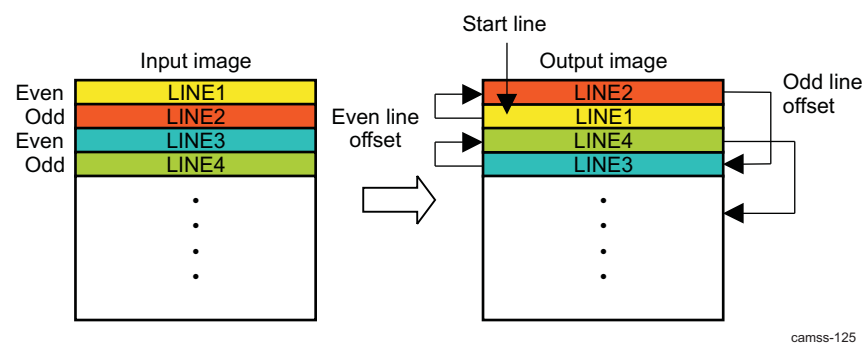 Start line
Input image
Output image
Even LINE1
Odd LINE2
Even LINE3
Odd LINE4
Even line
offset
LINE2
LINE1
LINE4
LINE3
Odd line
offset
camss-125